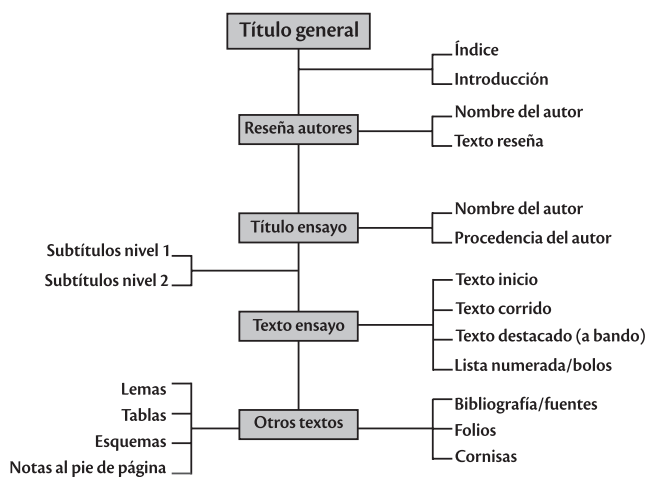 Título general
Índice
Introducción
Reseña autores
Nombre del autor
Texto reseña
Título ensayo
Nombre del autor
Procedencia del autor
Subtítulos nivel 1
Subtítulos nivel 2
Texto ensayo
Texto inicio
Texto corrido
Texto destacado (a bando)
Lista numerada/bolos
Lemas
Tablas
Esquemas
Notas al pie de página
Otros textos
Bibliografía/fuentes
Folios
Cornisas